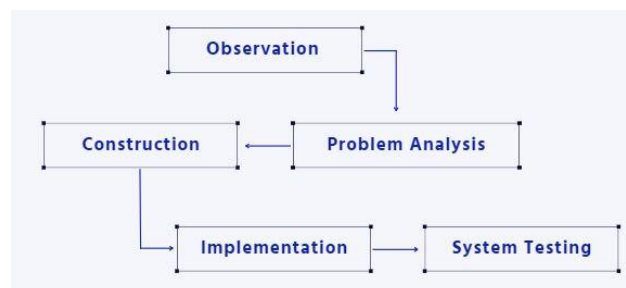 Observation
Construction
Problem Analysis
Implementation
System Testing